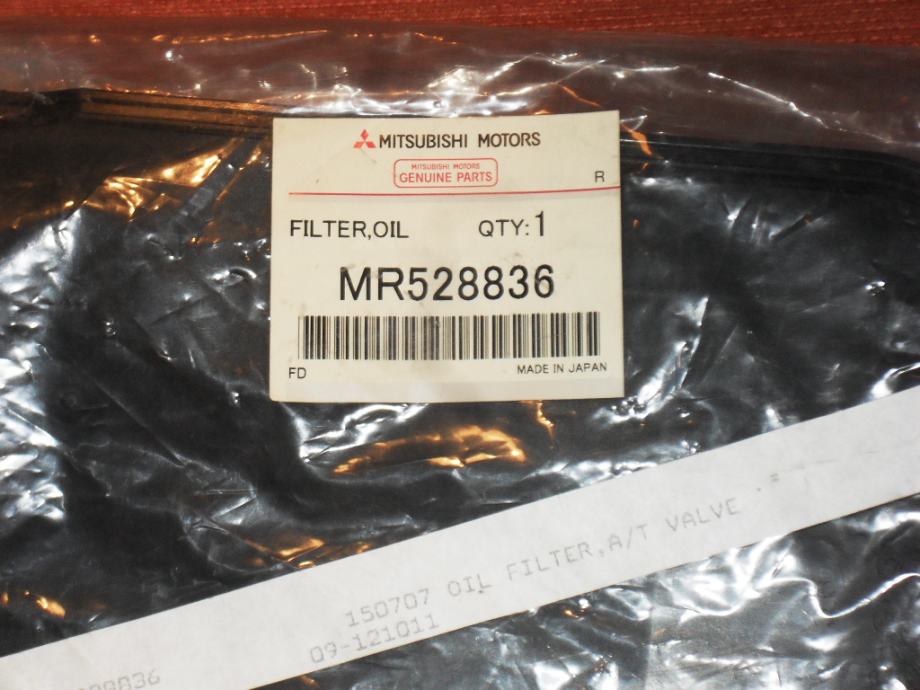 MITSUBISHI MOTORS
MITSUBISHI MOTORS
GENUINE PARTS
R
FILTER,OIL QTY:1
MR528836
FD MADE IN JAPAN
150707 OIL FILTER,A/T VALVE
09-121011
8836